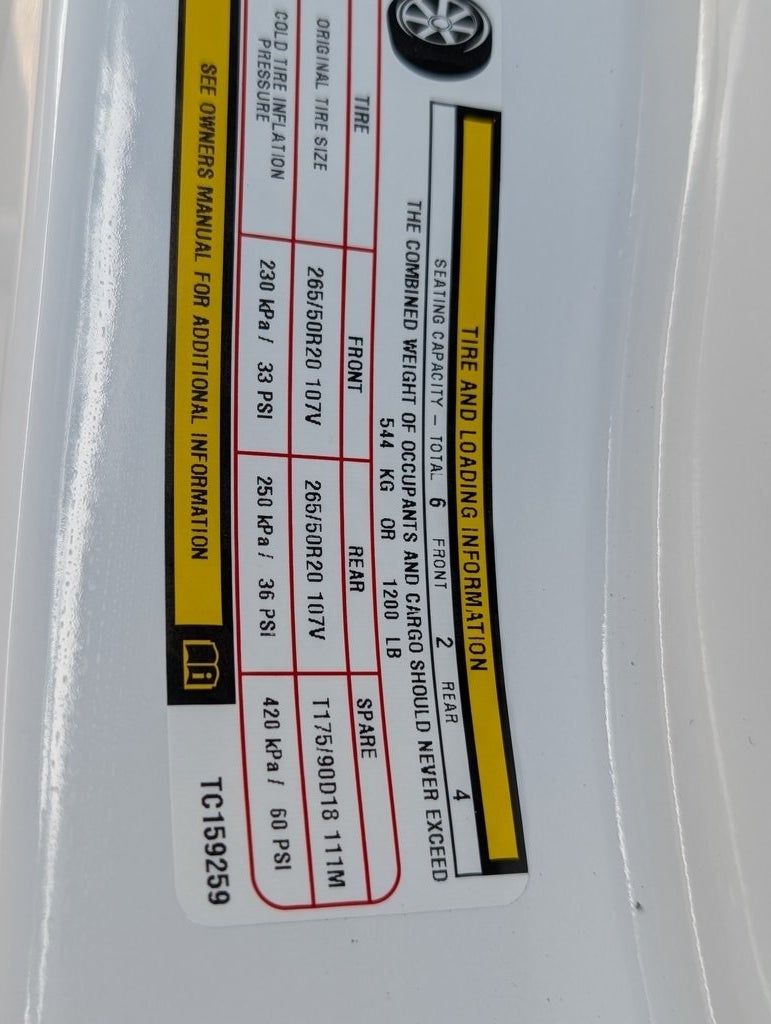 TIRE AND LOADING INFORMATION
SEATING CAPACITY – TOTAL 6 FRONT 2 REAR 4
THE COMBINED WEIGHT OF OCCUPANTS AND CARGO SHOULD NEVER EXCEED
544 KG OR 1200 LB
TIRE FRONT REAR SPARE
ORIGINAL TIRE SIZE 265/50R20 107V 265/50R20 107V T175/90D18 111M
COLD TIRE INFLATION PRESSURE 230 kPa / 33 PSI 250 kPa / 36 PSI 420 kPa / 60 PSI
SEE OWNERS MANUAL FOR ADDITIONAL INFORMATION
TC159259